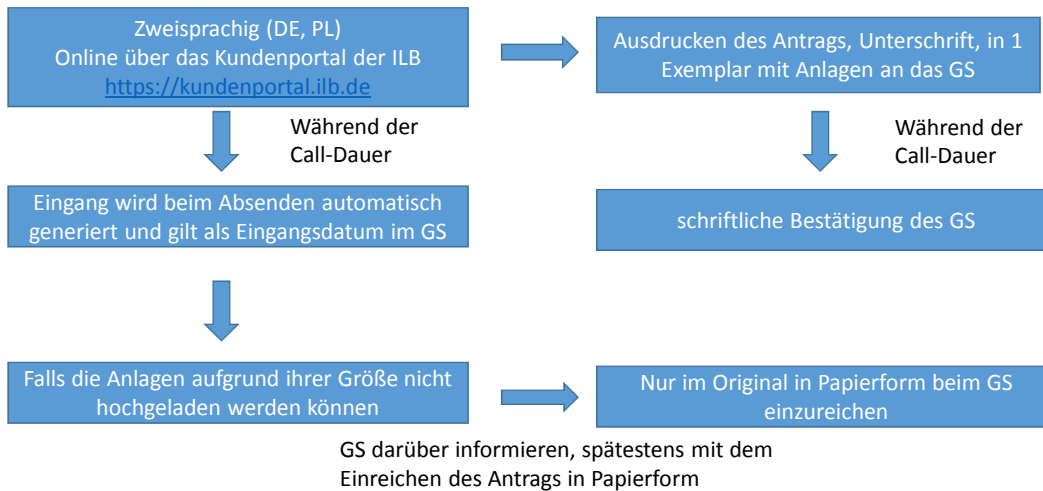 Zweisprachig (DE, PL)
Online über das Kundenportal der ILB
https://kundenportal.ilb.de
Ausdrucken des Antrags, Unterschrift, in 1
Exemplar mit Anlagen an das GS
Während der
Call-Dauer
Während der
Call-Dauer
Eingang wird beim Absenden automatisch
generiert und gilt als Eingangsdatum im GS
schriftliche Bestätigung des GS
Falls die Anlagen aufgrund ihrer Größe nicht
hochgeladen werden können
Nur im Original in Papierform beim GS
einzureichen
GS darüber informieren, spätestens mit dem
Einreichen des Antrags in Papierform